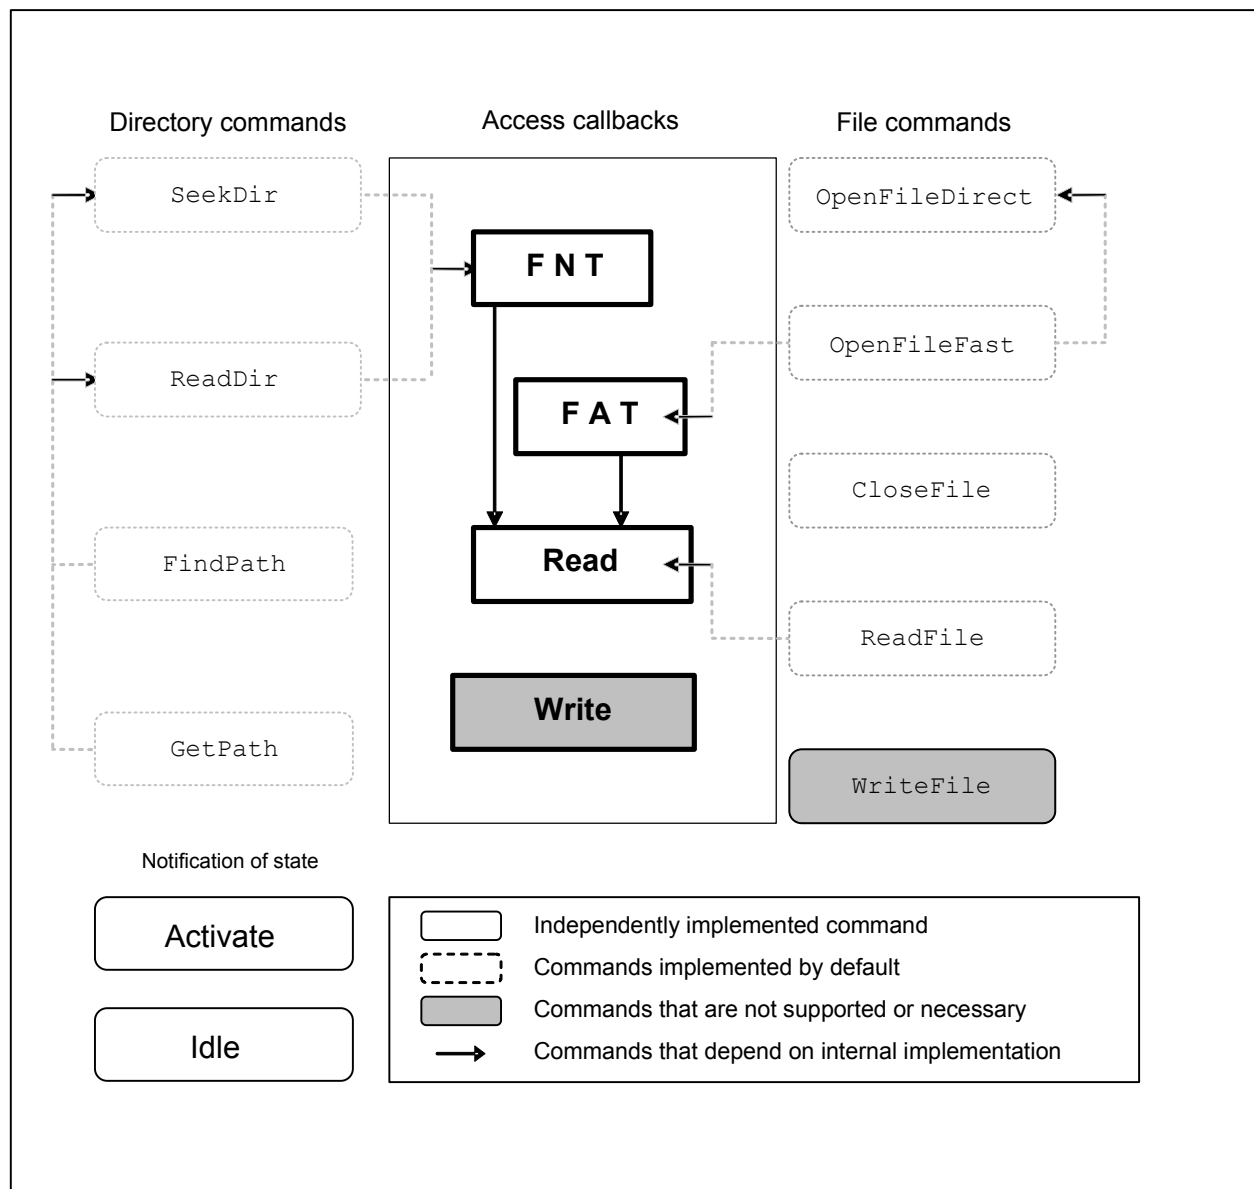 Directory commands
Access callbacks
File commands
SeekDir
OpenFileDirect
F N T
OpenFileFast
ReadDir
F A T
CloseFile
FindPath
Read
ReadFile
Write
GetPath
WriteFile
Notification of state
Activate
Idle
Independently implemented command
Commands implemented by default
Commands that are not supported or necessary
Commands that depend on internal implementation